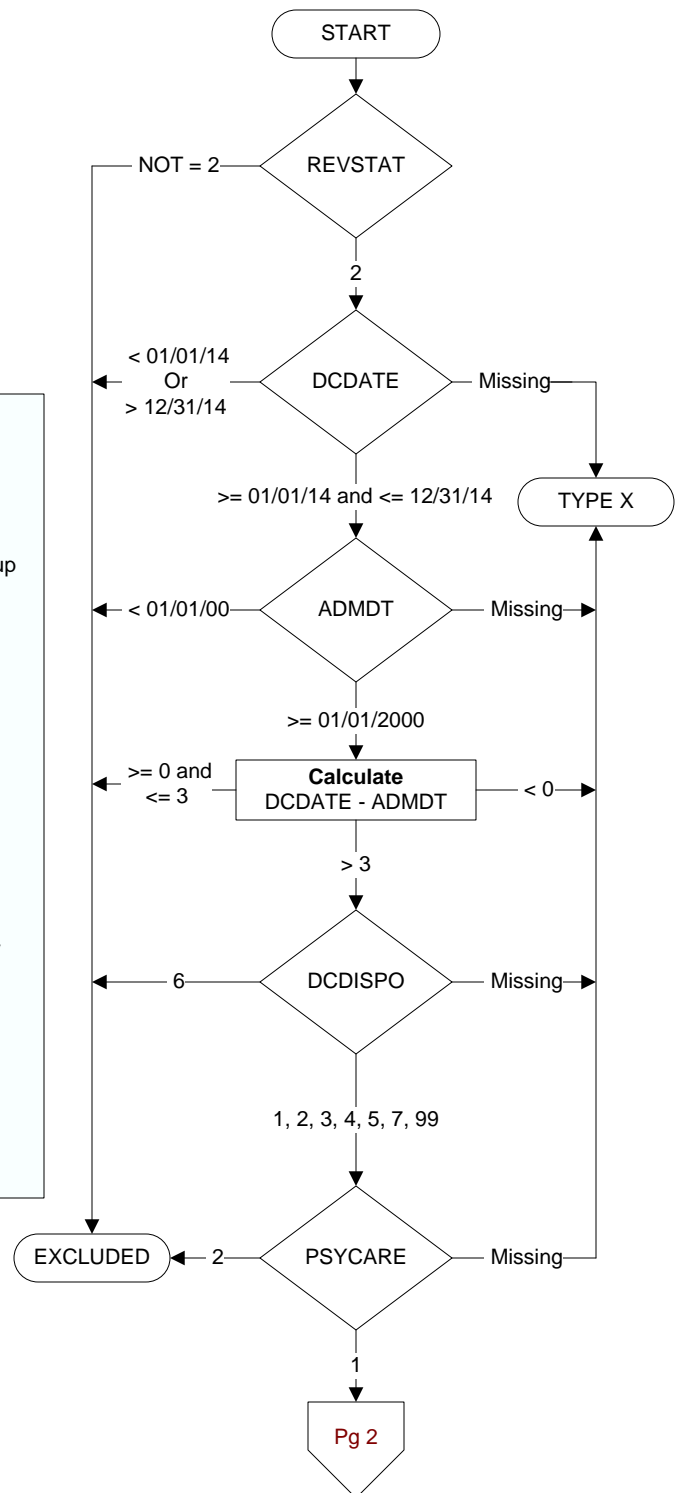 START
REVSTAT
NOT = 2
2
DCDATE
< 01/01/14
Or
> 12/31/14
Missing
>= 01/01/14 and <= 12/31/14
TYPE X
up
ADMDT
< 01/01/00
Missing
>= 01/01/2000
Calculate
DCDATE - ADMDT
>= 0 and
<= 3
< 0
> 3
DCDISPO
6
Missing
1, 2, 3, 4, 5, 7, 99
PSYCARE
EXCLUDED
2
Missing
1
Pg 2